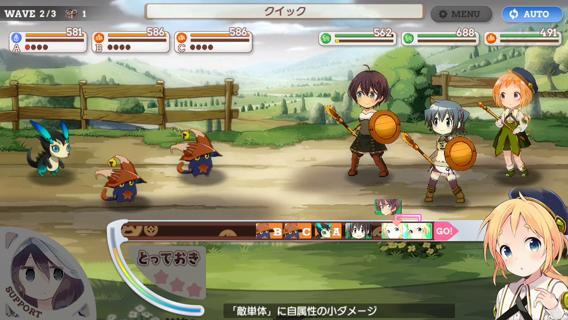 WAVE 2/3 1
クイック
MENU
AUTO
581
A
586
B
586
C
562
688
491
B C A GO!
とっておき
SUPPORT
「敵単体」に自属性の小ダメージ